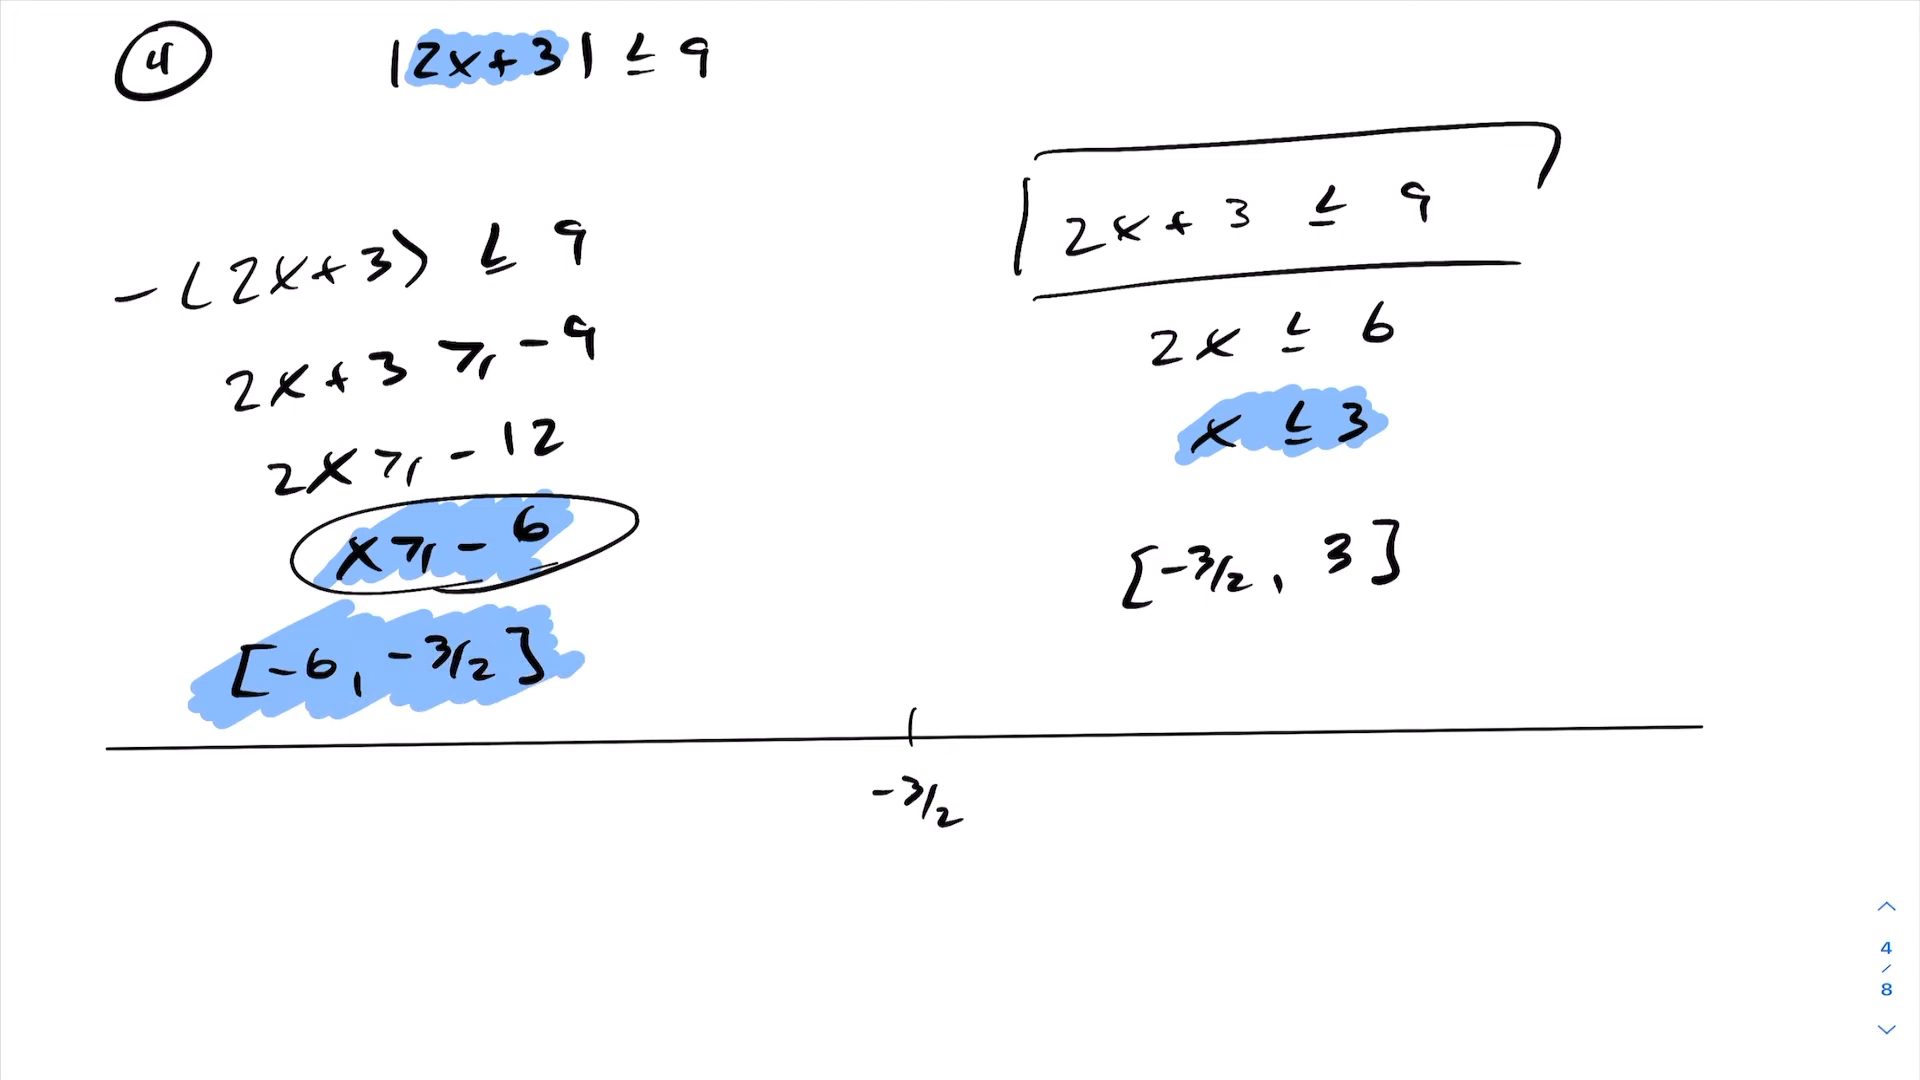 4
|2x+3| ≤ 9
-(2x+3) ≤ 9
2x+3 ≥ -9
2x ≥ -12
x ≥ -6
[-6, -3/2]
2x+3 ≤ 9
2x ≤ 6
x ≤ 3
[-3/2, 3]
-3/2
4
/
8